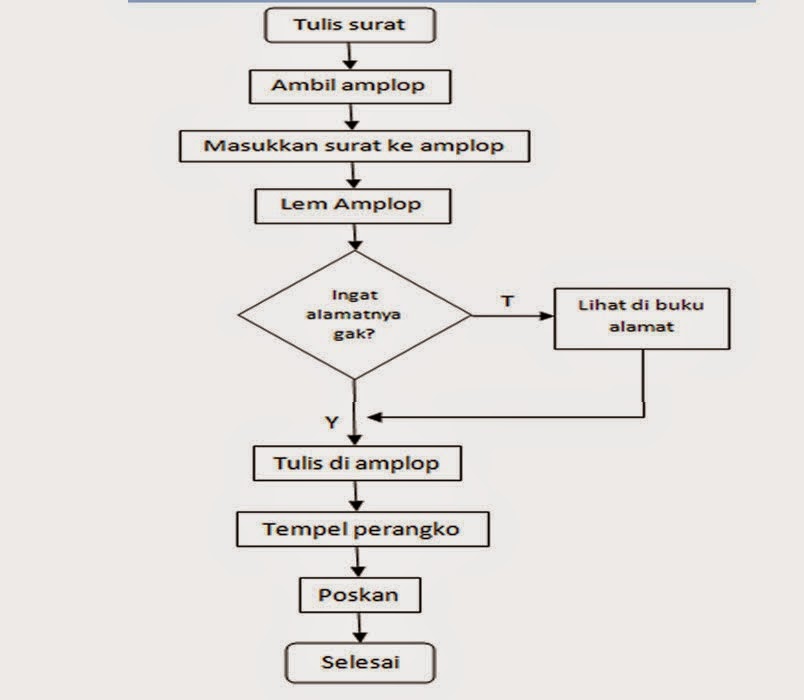 Tulis surat
Ambil amplop
Masukkan surat ke amplop
Lem Amplop
Ingat
alamatnya
gak?
T
Lihat di buku
alamat
Y
Tulis di amplop
Tempel perangko
Poskan
Selesai